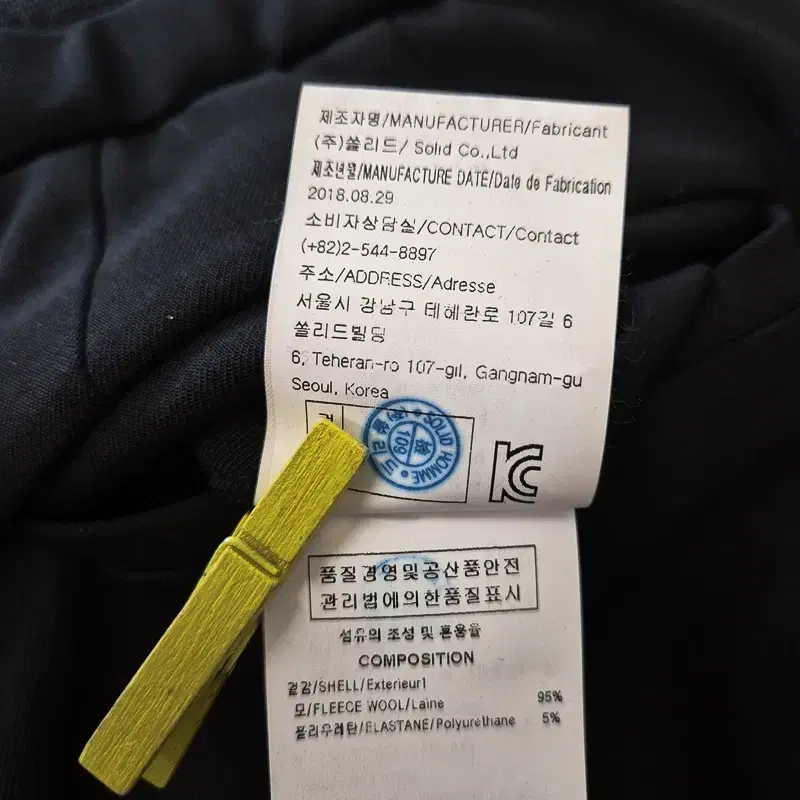 제조자명/MANUFACTURER/Fabricant
(주)쏠리드/ Solid Co.,Ltd
제조년월/MANUFACTURE DATE/Date de Fabrication
2018.08.29
소비자상담실/CONTACT/Contact
(+82)2-544-8897
주소/ADDRESS/Adresse
서울시 강남구 테헤란로 107길 6
쏠리드빌딩
6, Teheran-ro 107-gil, Gangnam-gu
Seoul, Korea
SOLID HOMME
檢
109
품질경영및공산품안전
관리법에의한품질표시
섬유의 조성 및 혼용율
COMPOSITION
겉감/SHELL/Exterieur1
모/FLEECE WOOL/Laine 95%
폴리우레탄/ELASTANE/Polyurethane 5%